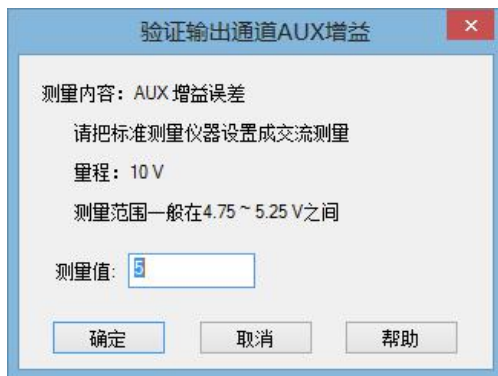 验证输出通道AUX增益
测量内容：AUX 增益误差
请把标准测量仪器设置成交流测量
量程：10 V
测量范围一般在4.75 ~ 5.25 V之间
测量值: 5
确定 取消 帮助